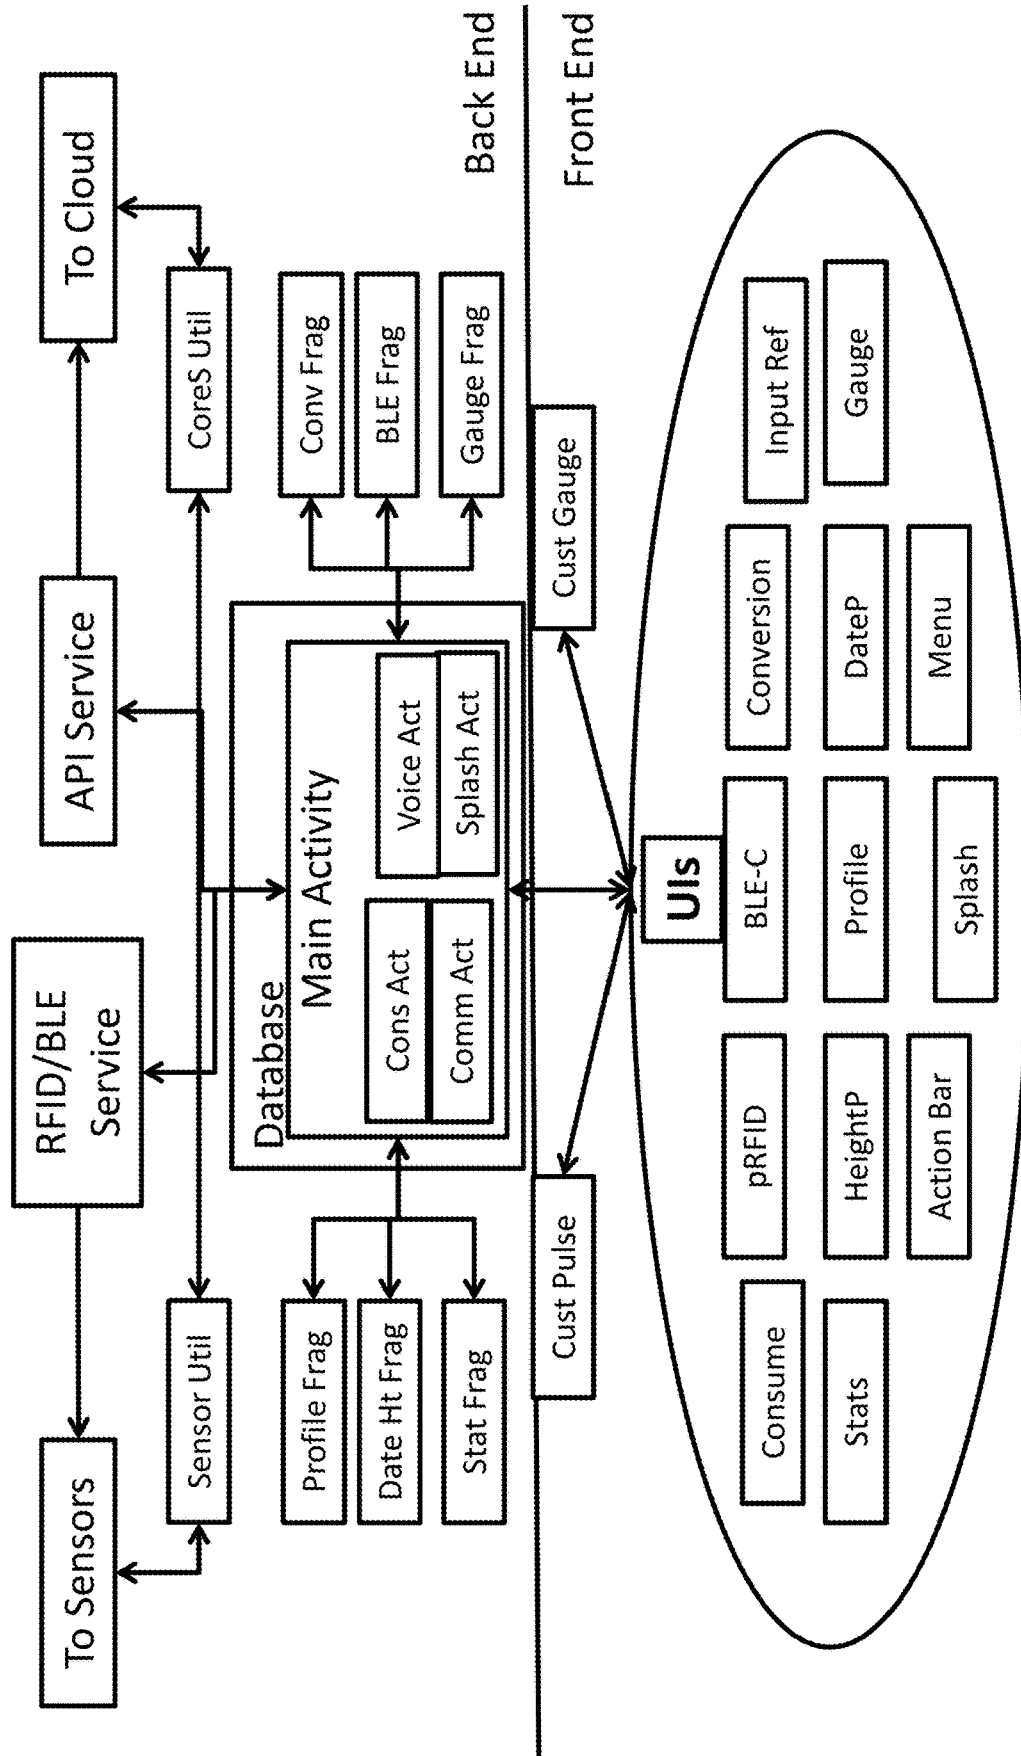 To Sensors
RFID/BLE
Service
API Service
To Cloud
Sensor Util
CoreS Util
Profile Frag
Date Ht Frag
Stat Frag
Database
Main Activity
Cons Act
Comm Act
Voice Act
Splash Act
Conv Frag
BLE Frag
Gauge Frag
Back End
Front End
Cust Pulse
Cust Gauge
UIs
Consume
pRFID
BLE-C
Conversion
Input Ref
Stats
HeightP
Profile
DateP
Gauge
Action Bar
Splash
Menu